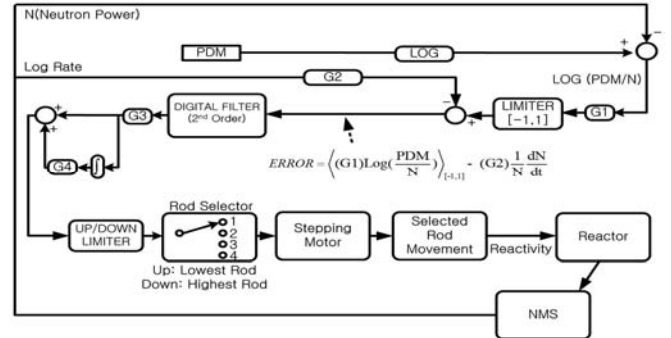 N(Neutron Power)
−
PDM
LOG
+
Log Rate
G2
LOG (PDM/N)
−
DIGITAL FILTER
(2nd Order)
LIMITER
[-1,1]
G1
+
+
G3
+
G4
∫
ERROR = ⟨(G1)Log(PDM/N)⟩[-1,1] - (G2) 1/N dN/dt
Rod Selector
UP/DOWN
LIMITER
1
2
3
4
Stepping
Motor
Selected
Rod
Movement
Reactivity
Reactor
Up: Lowest Rod
Down: Highest Rod
NMS